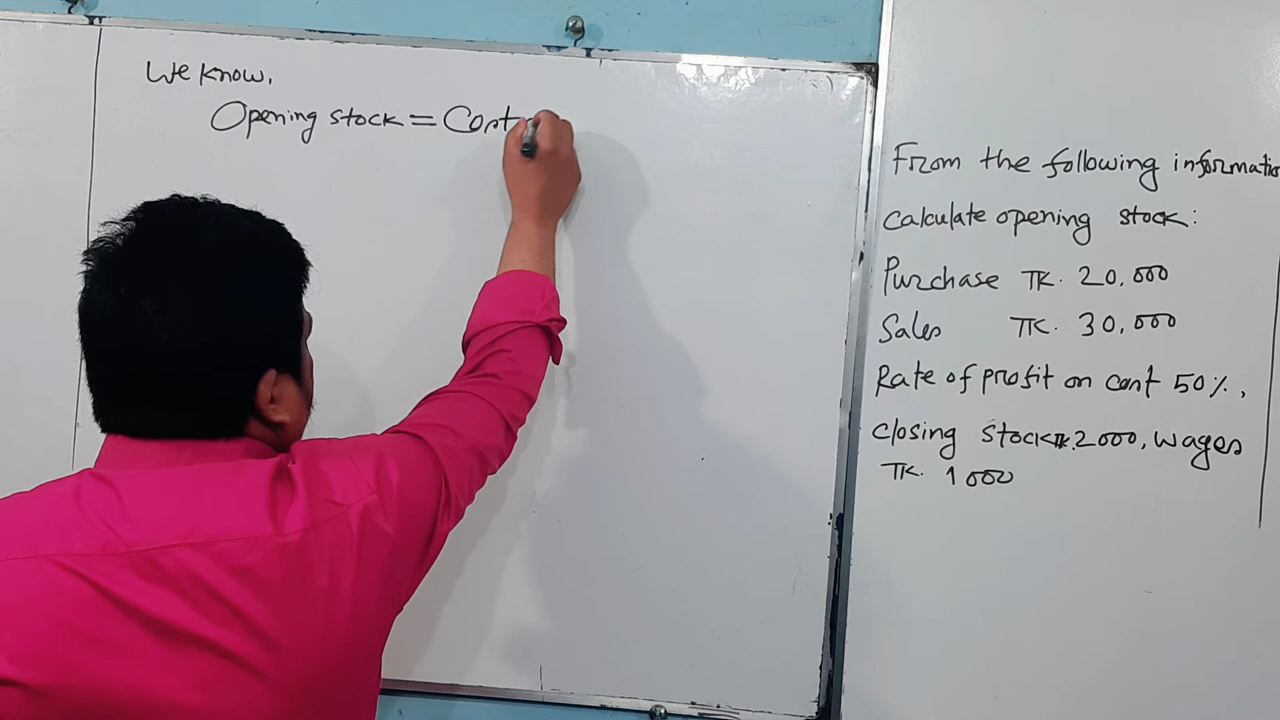 We know,
Opening stock = Cost
From the following information
Calculate opening stock:
Purchase TK. 20,000
Sales TK. 30,000
Rate of profit on cost 50%,
Closing stock TK. 2000, wages
TK. 1000